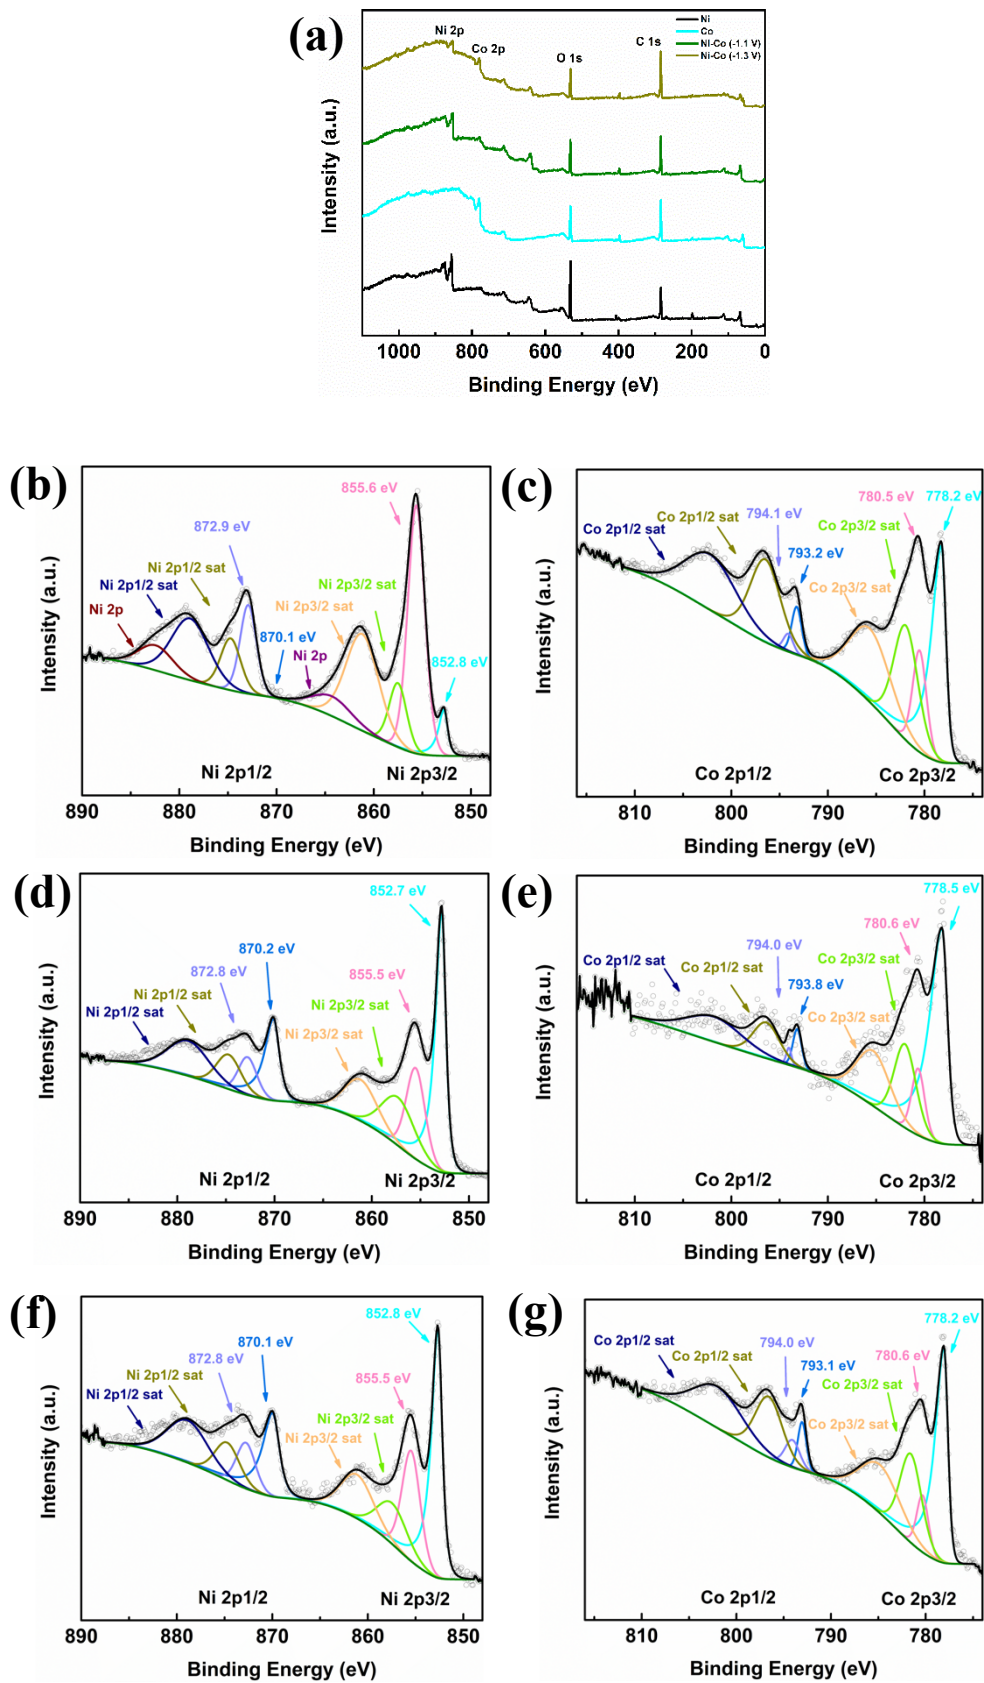 (a)
Ni 2p
Co 2p
O 1s
C 1s
Ni
Co
Ni-Co (-1.1 V)
Ni-Co (-1.3 V)
Intensity (a.u.)
1000 800 600 400 200 0
Binding Energy (eV)
(b)
855.6 eV
872.9 eV
Ni 2p1/2 sat
Ni 2p1/2 sat
Ni 2p3/2 sat
Ni 2p
Ni 2p3/2 sat
870.1 eV
Ni 2p
852.8 eV
Ni 2p1/2
Ni 2p3/2
Intensity (a.u.)
890 880 870 860 850
Binding Energy (eV)
(c)
780.5 eV
778.2 eV
Co 2p1/2 sat
Co 2p1/2 sat
794.1 eV
Co 2p3/2 sat
793.2 eV
Co 2p3/2 sat
Co 2p1/2
Co 2p3/2
Intensity (a.u.)
810 800 790 780
Binding Energy (eV)
(d)
852.7 eV
870.2 eV
872.8 eV
855.5 eV
Ni 2p1/2 sat
Ni 2p1/2 sat
Ni 2p3/2 sat
Ni 2p3/2 sat
Ni 2p1/2
Ni 2p3/2
Intensity (a.u.)
890 880 870 860 850
Binding Energy (eV)
(e)
778.5 eV
780.6 eV
794.0 eV
Co 2p1/2 sat
Co 2p1/2 sat
Co 2p3/2 sat
793.8 eV
Co 2p3/2 sat
Co 2p1/2
Co 2p3/2
Intensity (a.u.)
810 800 790 780
Binding Energy (eV)
(f)
852.8 eV
870.1 eV
872.8 eV
855.5 eV
Ni 2p1/2 sat
Ni 2p1/2 sat
Ni 2p3/2 sat
Ni 2p3/2 sat
Ni 2p1/2
Ni 2p3/2
Intensity (a.u.)
890 880 870 860 850
Binding Energy (eV)
(g)
778.2 eV
794.0 eV
Co 2p1/2 sat
Co 2p1/2 sat
780.6 eV
793.1 eV
Co 2p3/2 sat
Co 2p3/2 sat
Co 2p1/2
Co 2p3/2
Intensity (a.u.)
810 800 790 780
Binding Energy (eV)